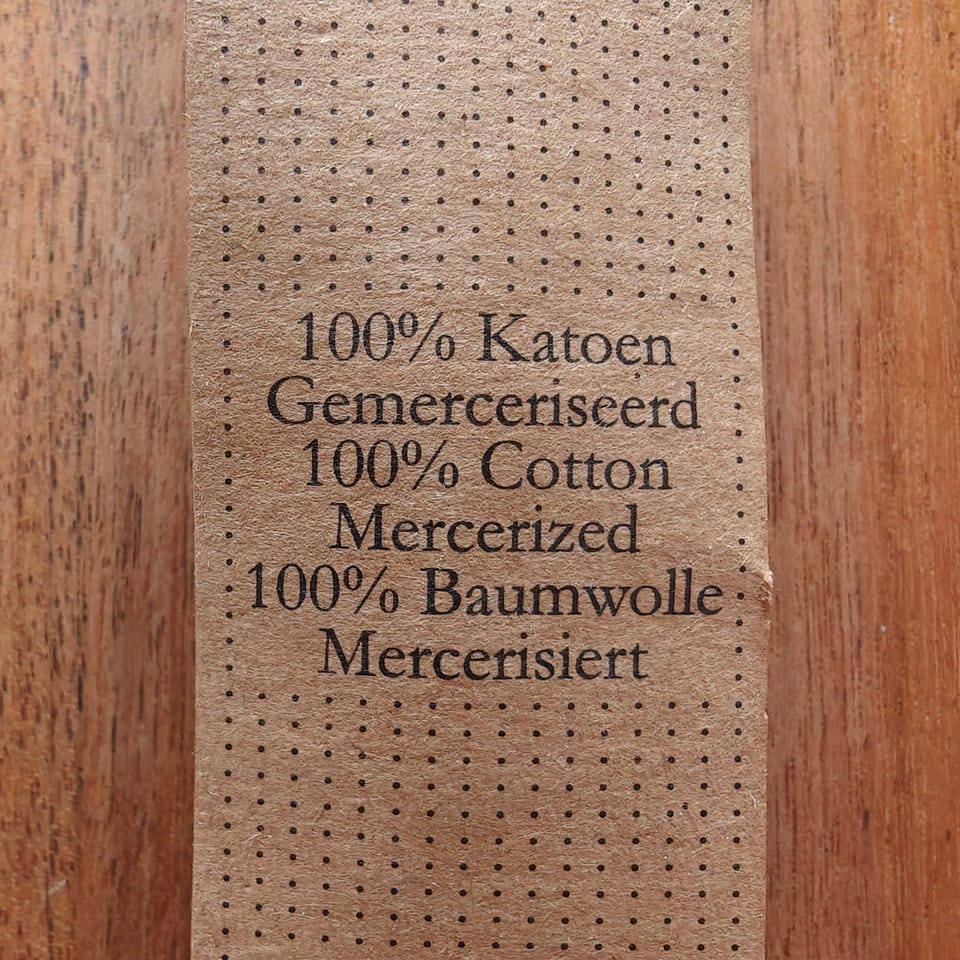 100% Katoen
Gemerceriseerd
100% Cotton
Mercerized
100% Baumwolle
Mercerisiert